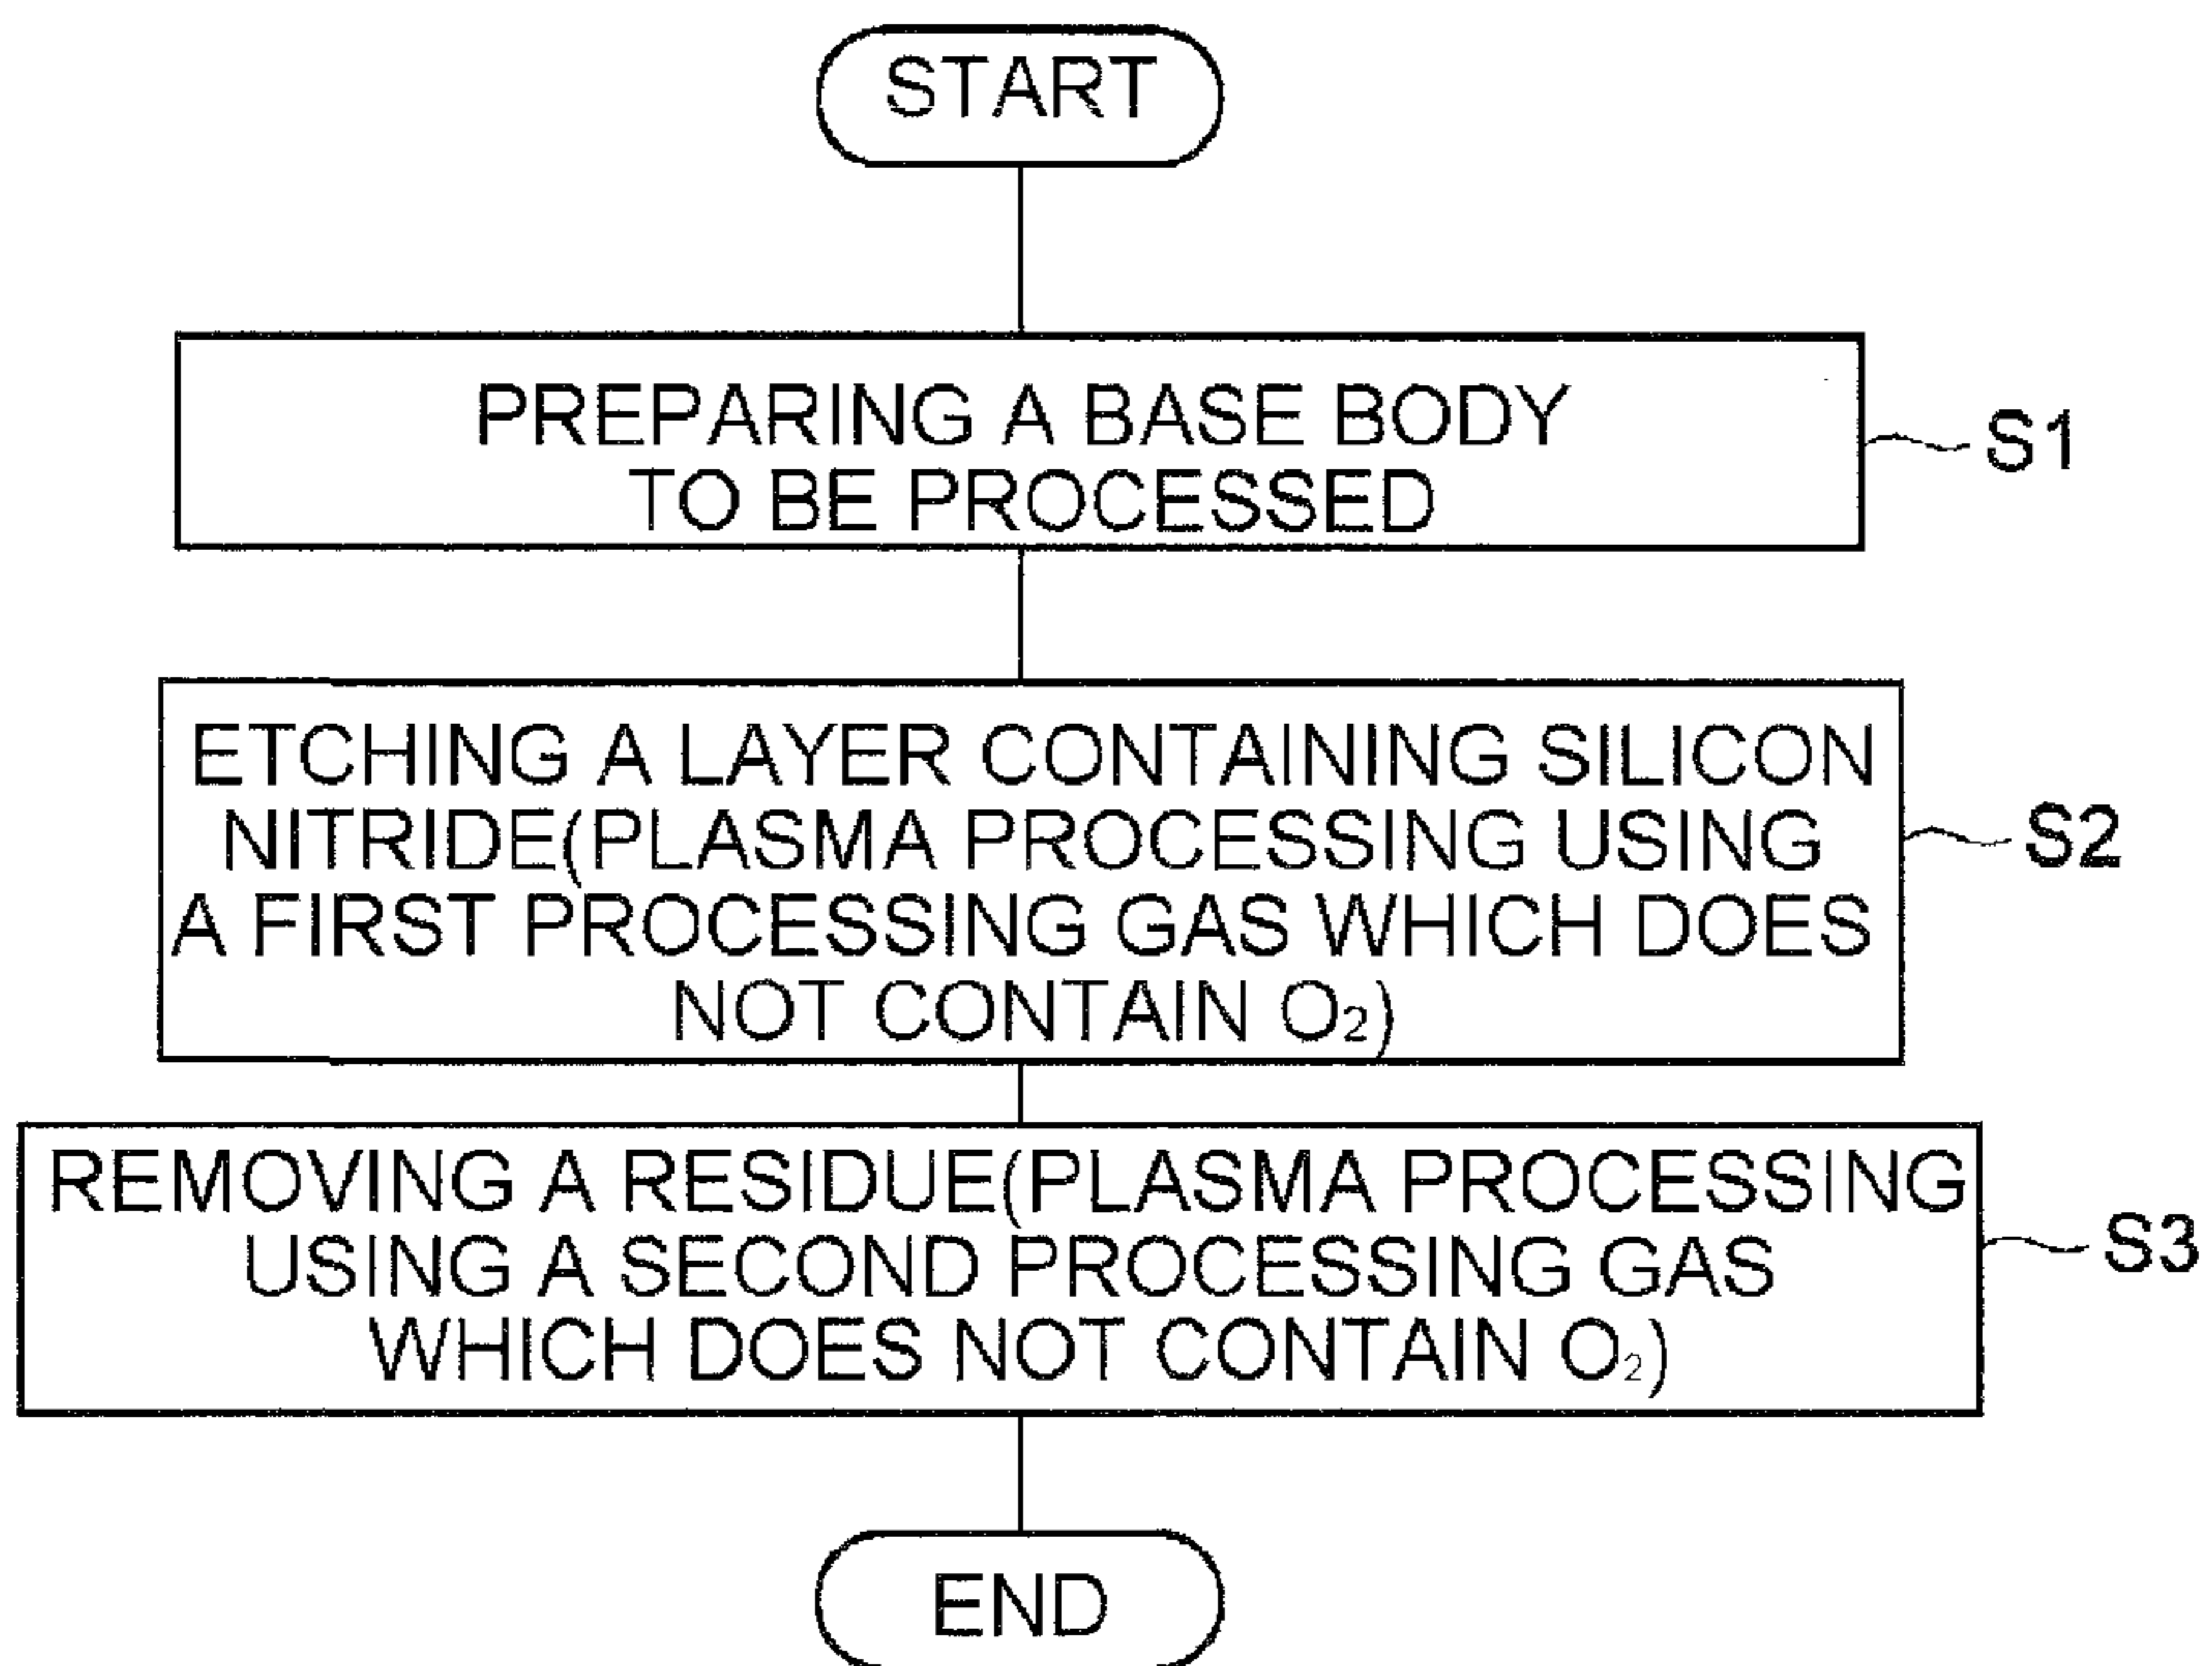 START
PREPARING A BASE BODY
TO BE PROCESSED
S1
ETCHING A LAYER CONTAINING SILICON
NITRIDE(PLASMA PROCESSING USING
A FIRST PROCESSING GAS WHICH DOES
NOT CONTAIN O₂)
S2
REMOVING A RESIDUE(PLASMA PROCESSING
USING A SECOND PROCESSING GAS
WHICH DOES NOT CONTAIN O₂)
S3
END